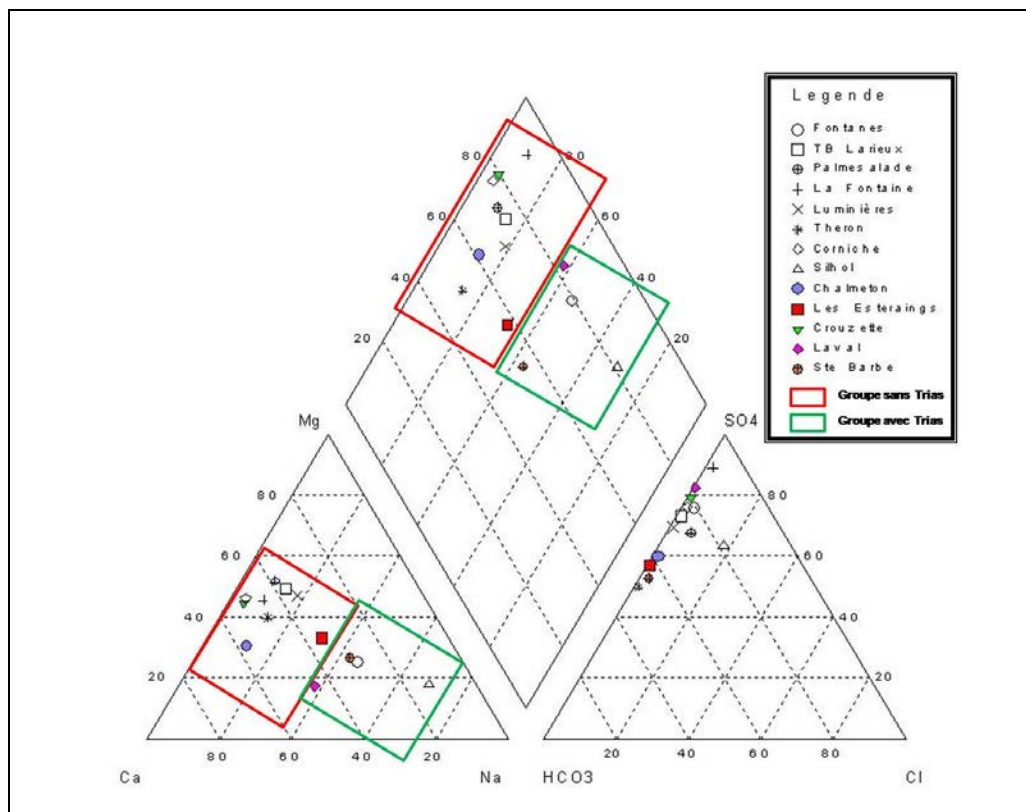 Legende
Fontanes
TB Larieux
Palmesalade
La Fontaine
Luminières
Theron
Corniche
Silhol
Chalmeton
Les Esteraings
Crouzette
Laval
Ste Barbe
Groupe sans Trias
Groupe avec Trias
80 80
60 60
40 40
20 20
Mg SO4
80 80
60 60
40 40
20 20
80 60 40 20 20 40 60 80
Ca Na HCO3 Cl